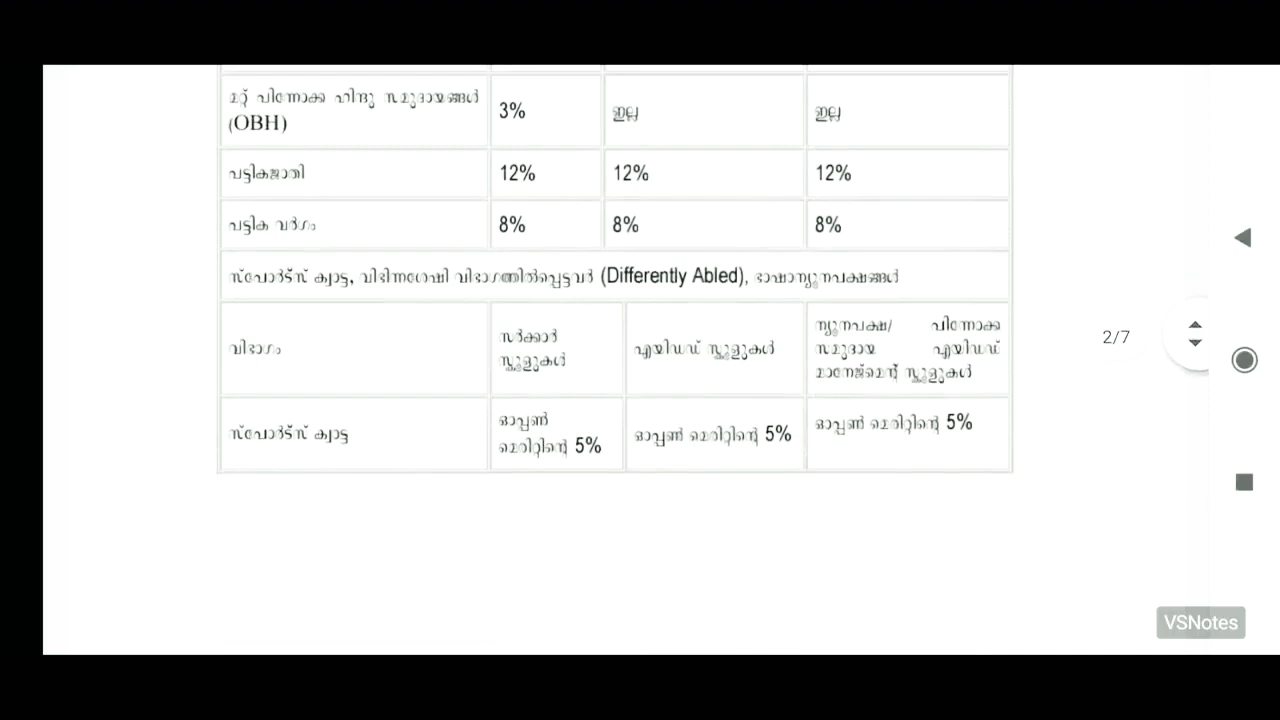 മറ്റ് പിന്നോക്ക ഹിന്ദു സമുദായങ്ങൾ
(OBH)
3%
ഇല്ല
ഇല്ല
പട്ടികജാതി
12%
12%
12%
പട്ടിക വർഗം
8%
8%
8%
സ്പോർട്സ് ക്വാട്ട, വിഭിന്നശേഷി വിഭാഗത്തിൽപ്പെട്ടവർ (Differently Abled), ഭാഷാന്യൂനപക്ഷങ്ങൾ
വിഭാഗം
സർക്കാർ
സ്കൂളുകൾ
എയിഡഡ് സ്കൂളുകൾ
ന്യൂനപക്ഷ/ പിന്നോക്ക
സമുദായ എയിഡഡ്
മാനേജ്മെന്റ് സ്കൂളുകൾ
സ്പോർട്സ് ക്വാട്ട
ഓപ്പൺ
മെരിറ്റിന്റെ 5%
ഓപ്പൺ മെരിറ്റിന്റെ 5%
ഓപ്പൺ മെരിറ്റിന്റെ 5%
2/7
VSNotes